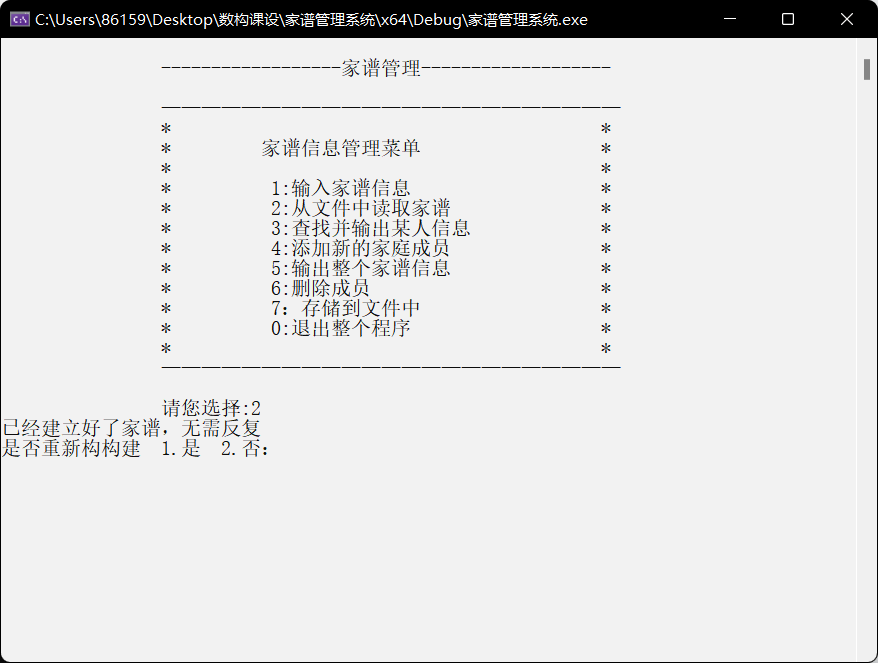 C:\Users\86159\Desktop\数构课设\家谱管理系统\x64\Debug\家谱管理系统.exe
------------------家谱管理-------------------
———————————————————————
* *
* 家谱信息管理菜单 *
* *
* 1:输入家谱信息 *
* 2:从文件中读取家谱 *
* 3:查找并输出某人信息 *
* 4:添加新的家庭成员 *
* 5:输出整个家谱信息 *
* 6:删除成员 *
* 7：存储到文件中 *
* 0:退出整个程序 *
* *
———————————————————————
请您选择:2
已经建立好了家谱，无需反复
是否重新构构建 1.是 2.否：